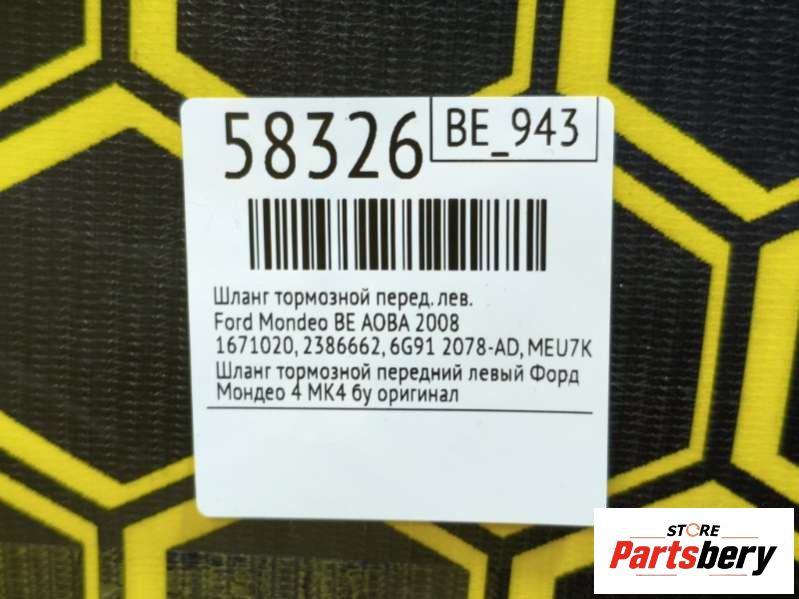 58326
BE_943
Шланг тормозной перед. лев.
Ford Mondeo BE AOBA 2008
1671020, 2386662, 6G91 2078-AD, MEU7K
Шланг тормозной передний левый Форд
Мондео 4 МК4 бу оригинал
STORE
Partsbery